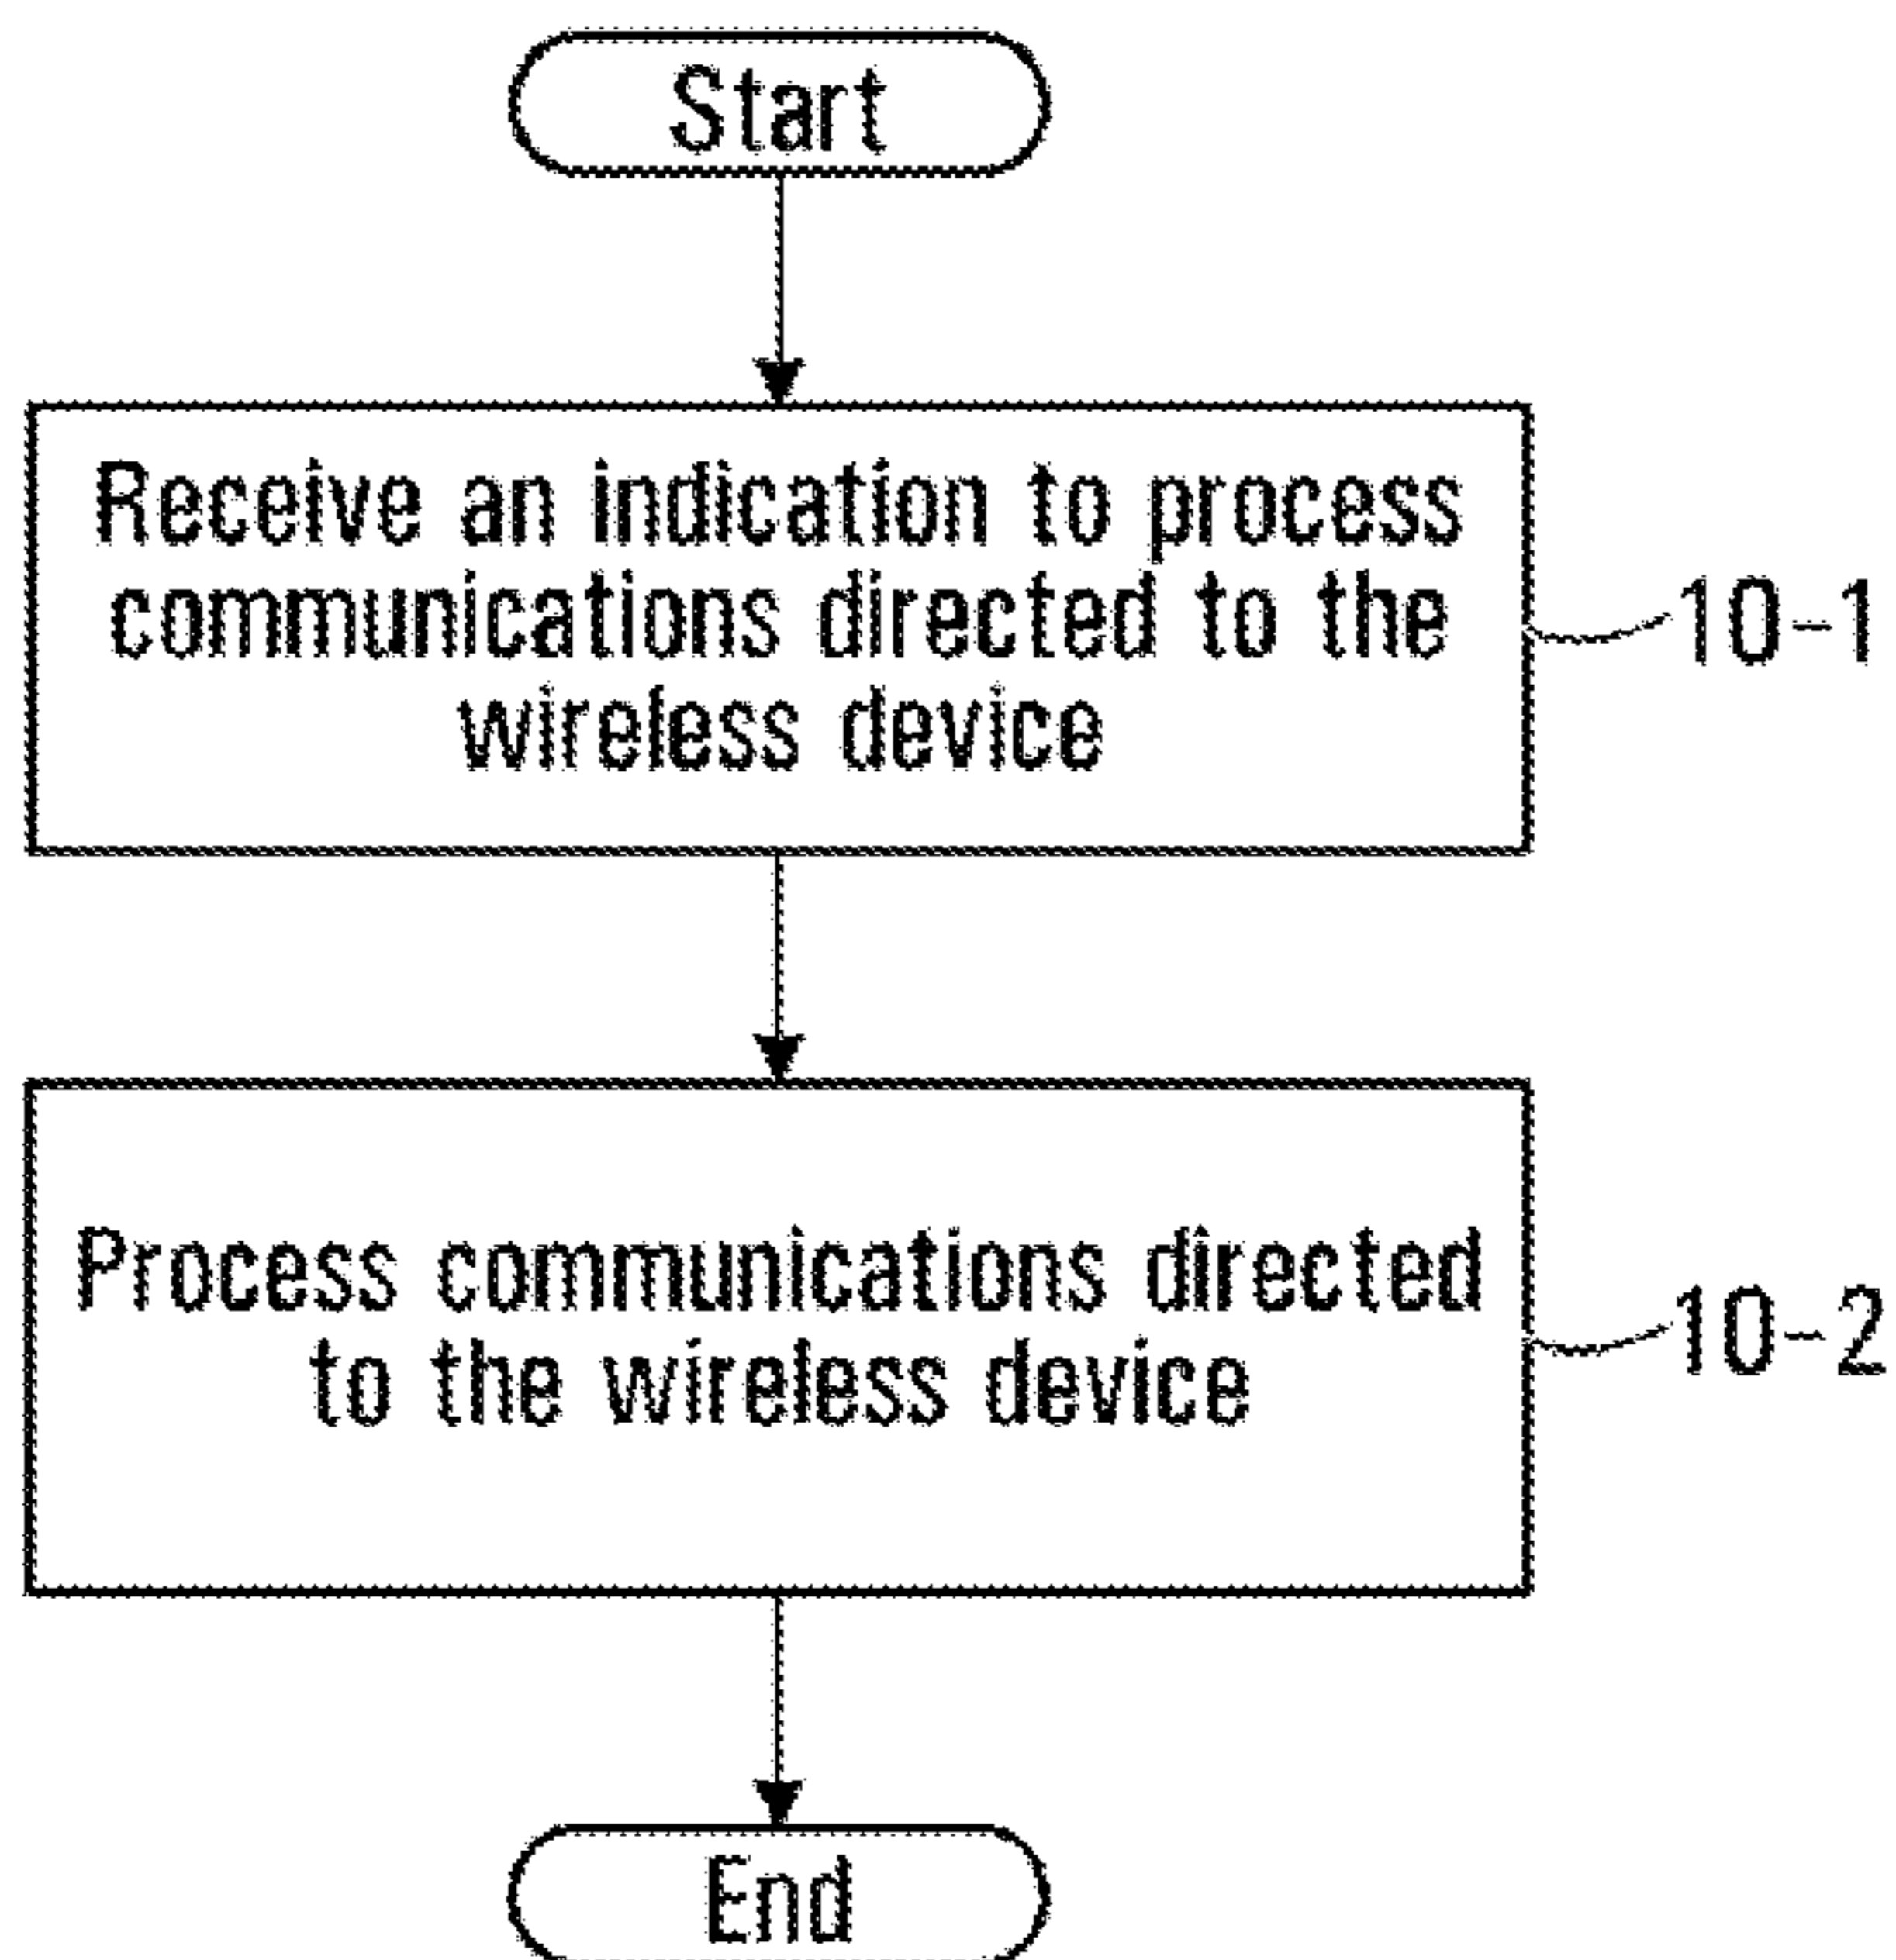 Start
Receive an indication to process
communications directed to the
wireless device
10-1
Process communications directed
to the wireless device
10-2
End